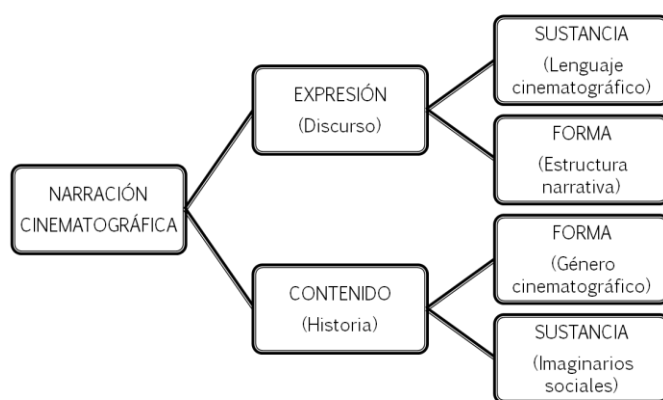 NARRACIÓN
CINEMATOGRÁFICA
EXPRESIÓN
(Discurso)
SUSTANCIA
(Lenguaje
cinematográfico)
FORMA
(Estructura
narrativa)
CONTENIDO
(Historia)
FORMA
(Género
cinematográfico)
SUSTANCIA
(Imaginarios
sociales)